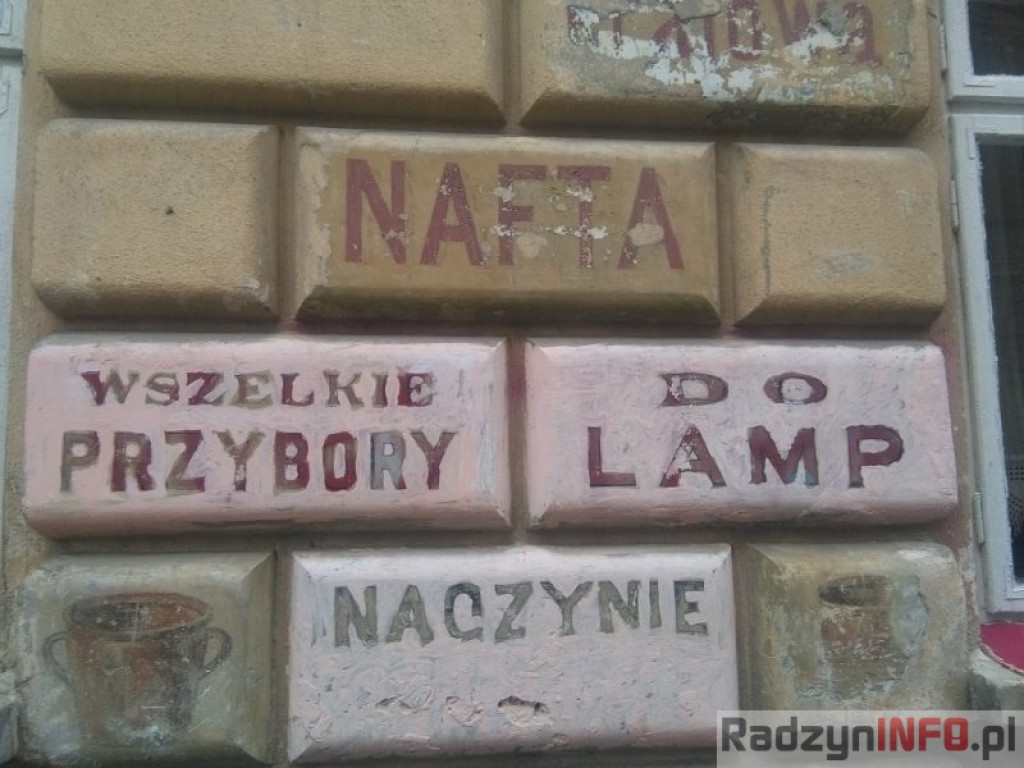 NAFTA
WSZELKIE
PRZYBORY
DO
LAMP
NACZYNIE
RadzynINFO.pl